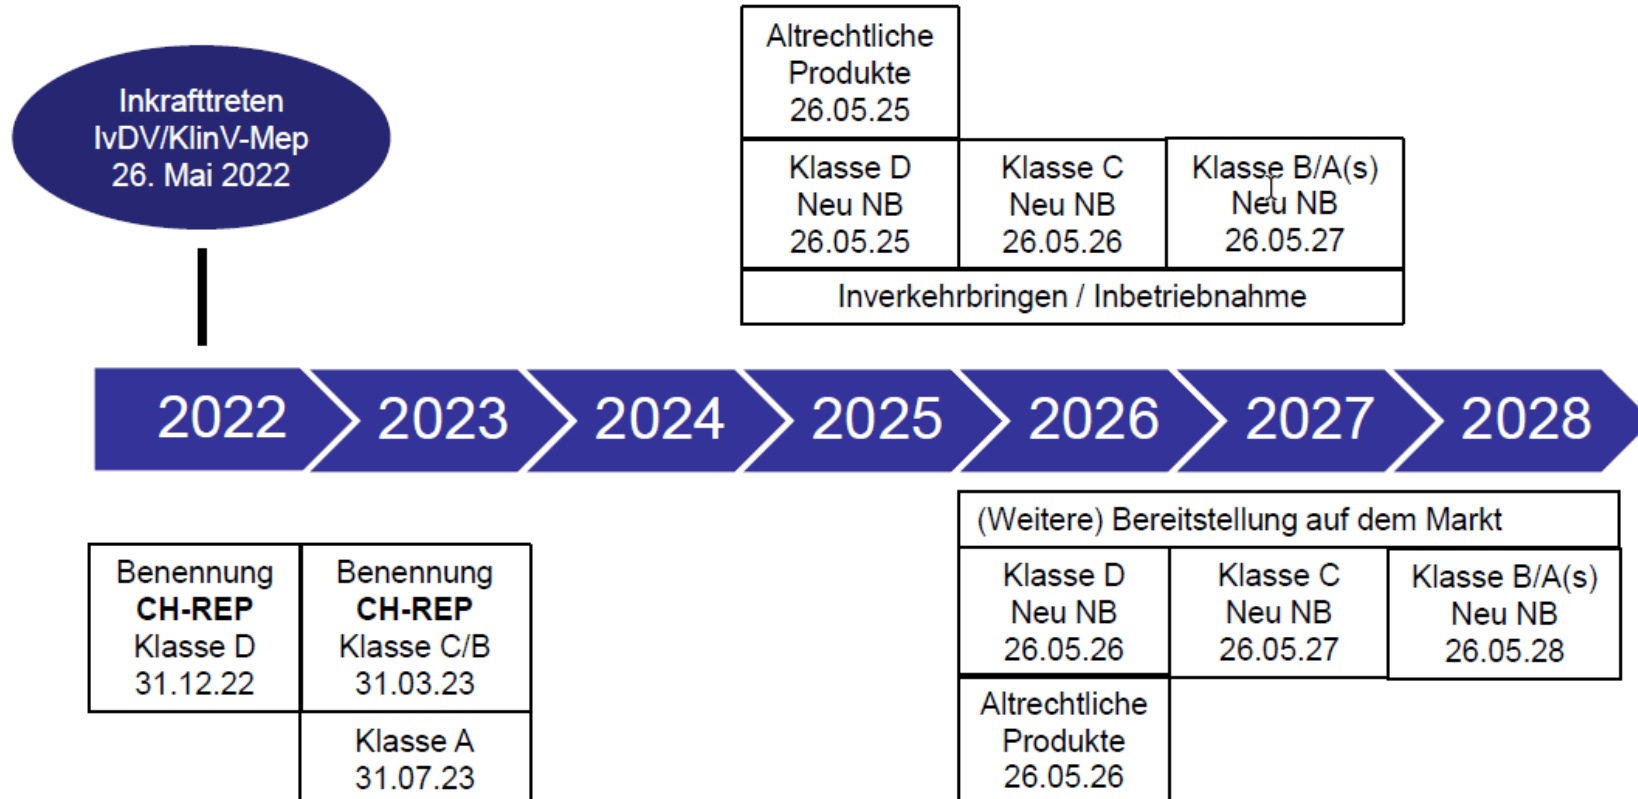 Inkrafttreten
IvDV/KlinV-Mep
26. Mai 2022
Altrechtliche
Produkte
26.05.25
Klasse D
Neu NB
26.05.25
Klasse C
Neu NB
26.05.26
Klasse B/A(s)
Neu NB
26.05.27
Inverkehrbringen / Inbetriebnahme
2022
2023
2024
2025
2026
2027
2028
Benennung
CH-REP
Klasse D
31.12.22
Benennung
CH-REP
Klasse C/B
31.03.23
Klasse A
31.07.23
(Weitere) Bereitstellung auf dem Markt
Klasse D
Neu NB
26.05.26
Klasse C
Neu NB
26.05.27
Klasse B/A(s)
Neu NB
26.05.28
Altrechtliche
Produkte
26.05.26